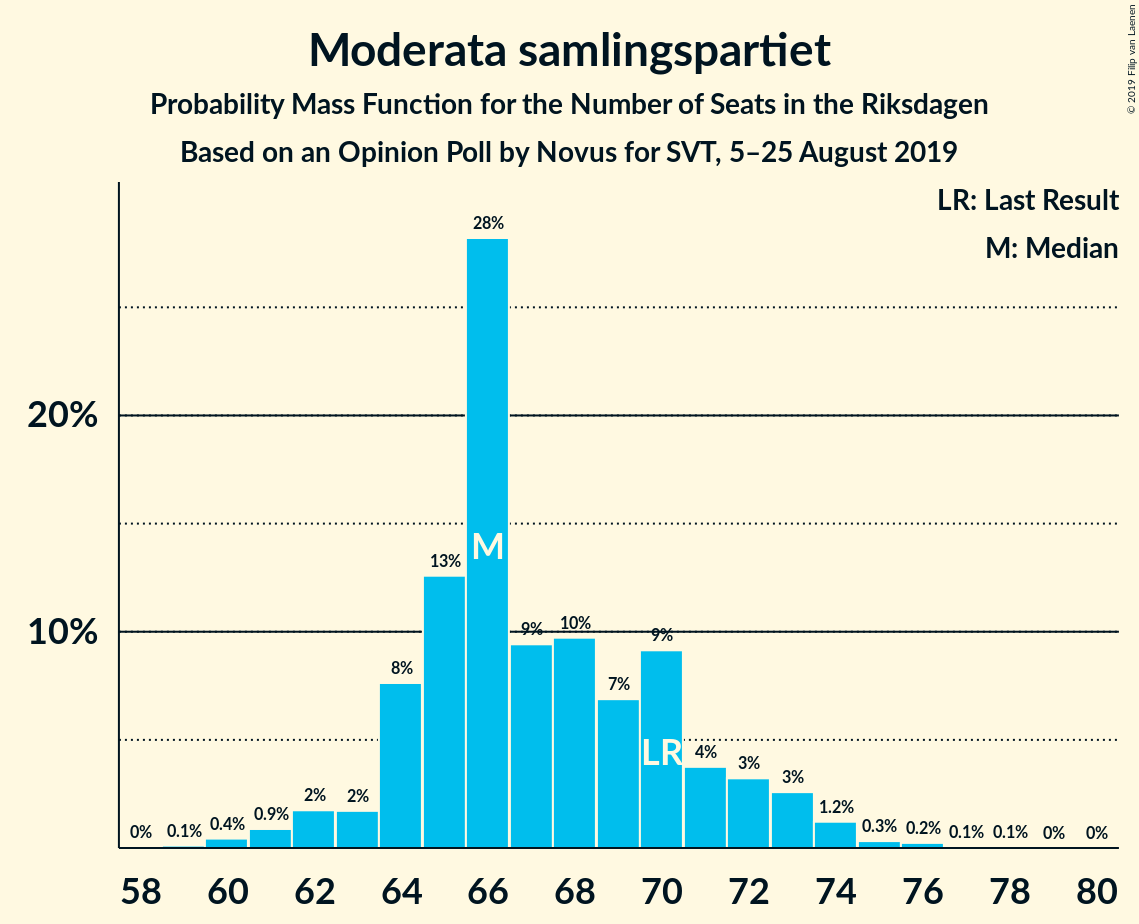 Moderata samlingspartiet
Probability Mass Function for the Number of Seats in the Riksdagen
Based on an Opinion Poll by Novus for SVT, 5–25 August 2019
© 2019 Filip van Laenen
LR: Last Result
M: Median
28%
20%
M
13%
10%
9%
10%
9%
8%
7%
LR
4%
3%
3%
2%
2%
1.2%
0%
0.1%
0.4%
0.9%
0.3%
0.2%
0.1%
0.1%
0%
0%
58 60 62 64 66 68 70 72 74 76 78 80